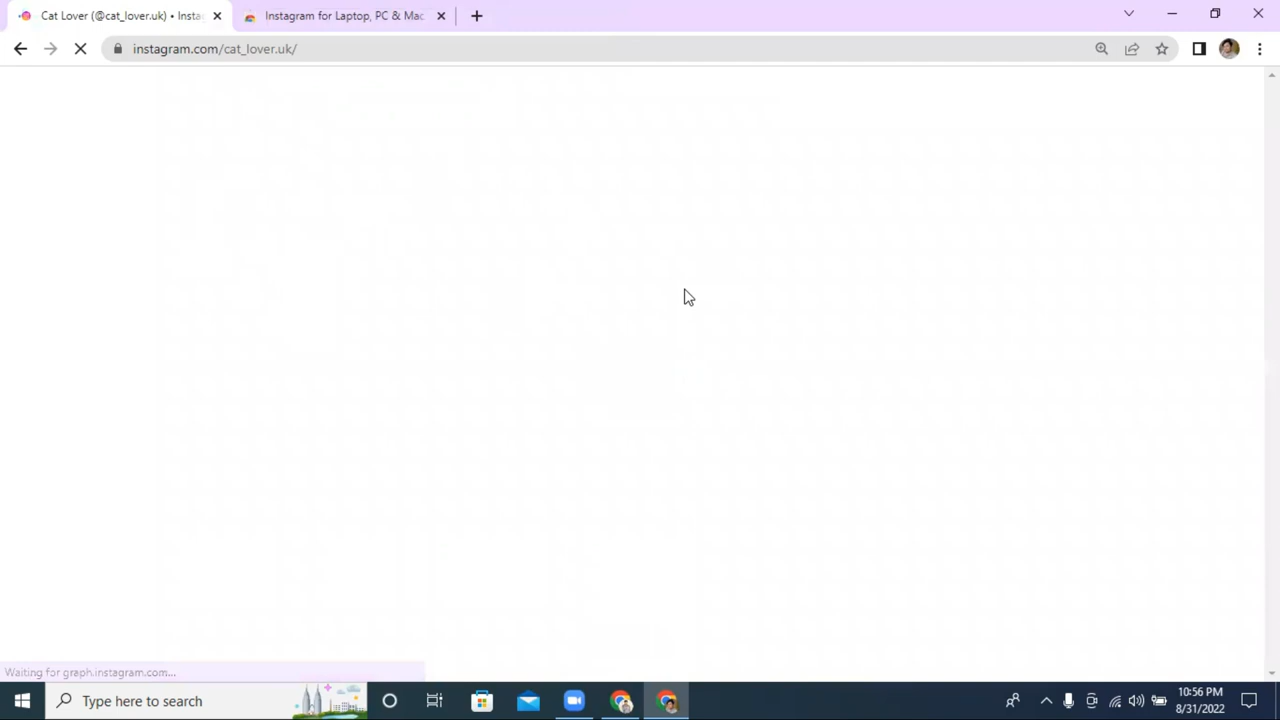 Cat Lover (@cat_lover.uk) • Insta
Instagram for Laptop, PC & Mac
instagram.com/cat_lover.uk/
Waiting for graph.instagram.com...
Type here to search
10:56 PM
8/31/2022